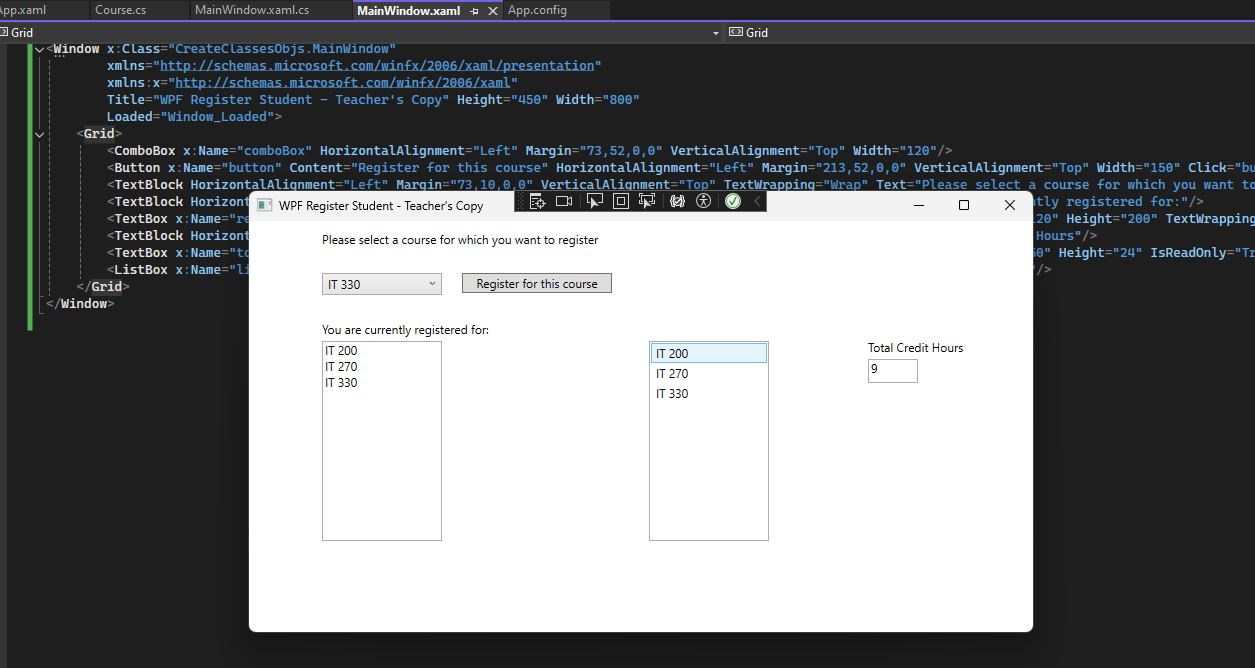 App.xaml Course.cs MainWindow.xaml.cs MainWindow.xaml App.config
Grid Grid
<Window x:Class="CreateClassesObjs.MainWindow"
xmlns="http://schemas.microsoft.com/winfx/2006/xaml/presentation"
xmlns:x="http://schemas.microsoft.com/winfx/2006/xaml"
Title="WPF Register Student - Teacher's Copy" Height="450" Width="800"
Loaded="Window_Loaded">
<Grid>
<ComboBox x:Name="comboBox" HorizontalAlignment="Left" Margin="73,52,0,0" VerticalAlignment="Top" Width="120"/>
<Button x:Name="button" Content="Register for this course" HorizontalAlignment="Left" Margin="213,52,0,0" VerticalAlignment="Top" Width="150" Click="bu
<TextBlock HorizontalAlignment="Left" Margin="73,10,0,0" VerticalAlignment="Top" TextWrapping="Wrap" Text="Please select a course for which you want to
<TextBlock Horizon ntly registered for:"/>
<TextBox x:Name="re 120" Height="200" TextWrapping
<TextBlock Horizont Hours"/>
<TextBox x:Name="to 50" Height="24" IsReadOnly="Tr
<ListBox x:Name="li "/>
</Grid>
</Window>
WPF Register Student - Teacher's Copy
Please select a course for which you want to register
IT 330 Register for this course
You are currently registered for:
IT 200
IT 270
IT 330
IT 200
IT 270
IT 330
Total Credit Hours
9